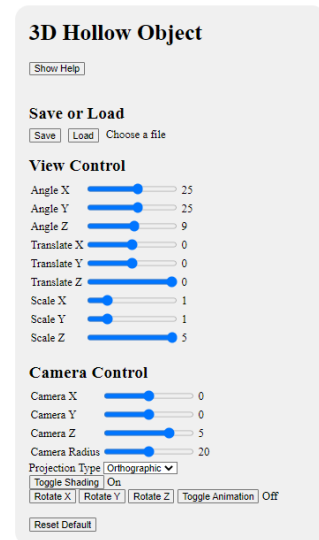 3D Hollow Object
Show Help
Save or Load
Save Load Choose a file
View Control
Angle X 25
Angle Y 25
Angle Z 9
Translate X 0
Translate Y 0
Translate Z 0
Scale X 1
Scale Y 1
Scale Z 5
Camera Control
Camera X 0
Camera Y 0
Camera Z 5
Camera Radius 20
Projection Type Orthographic
Toggle Shading On
Rotate X Rotate Y Rotate Z Toggle Animation Off
Reset Default